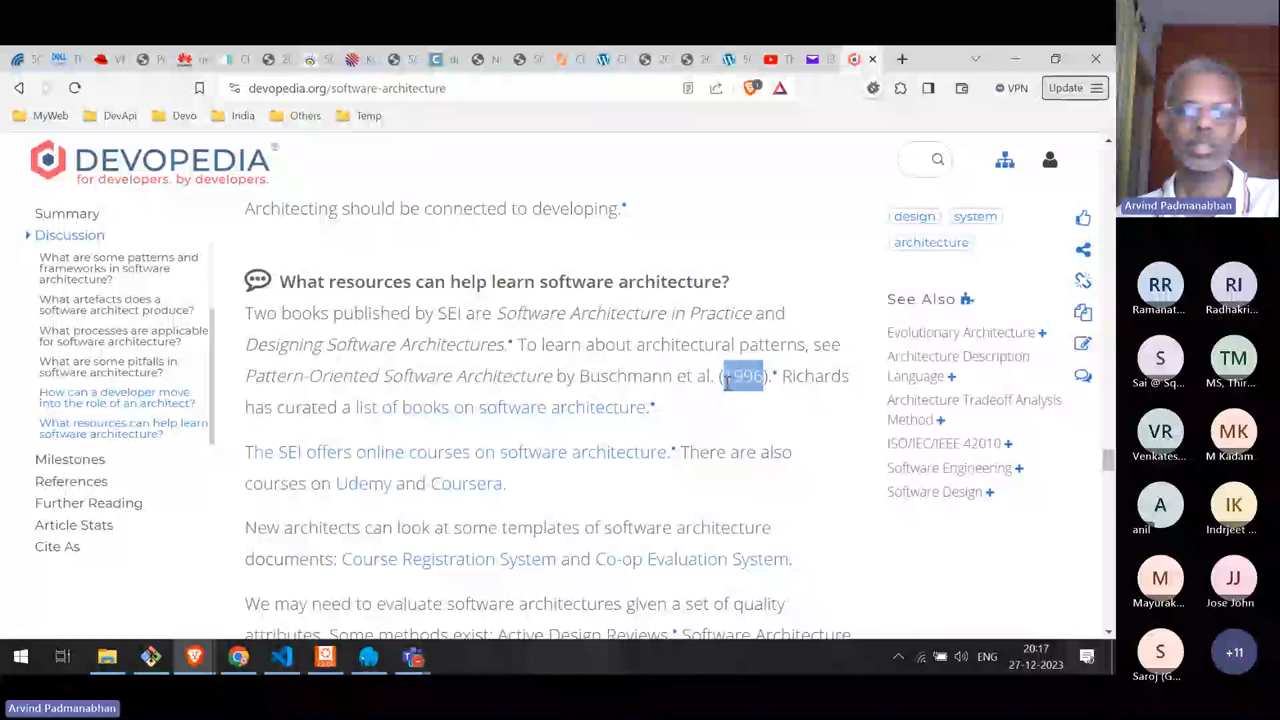 devopedia.org/software-architecture
VPN
Update
MyWeb
DevApi
Devo
India
Others
Temp
DEVOPEDIA
for developers. by developers.
Summary
Discussion
What are some patterns and
frameworks in software
architecture?
What artefacts does a
software architect produce?
What processes are applicable
for software architecture?
What are some pitfalls in
software architecture?
How can a developer move
into the role of an architect?
What resources can help learn
software architecture?
Milestones
References
Further Reading
Article Stats
Cite As
Architecting should be connected to developing.
What resources can help learn software architecture?
Two books published by SEI are Software Architecture in Practice and
Designing Software Architectures. To learn about architectural patterns, see
Pattern-Oriented Software Architecture by Buschmann et al. (1996). Richards
has curated a list of books on software architecture.
The SEI offers online courses on software architecture. There are also
courses on Udemy and Coursera.
New architects can look at some templates of software architecture
documents: Course Registration System and Co-op Evaluation System.
We may need to evaluate software architectures given a set of quality
attributes. Some methods exist: Active Design Reviews, Software Architecture
design
system
architecture
See Also
Evolutionary Architecture +
Architecture Description
Language +
Architecture Tradeoff Analysis
Method +
ISO/IEC/IEEE 42010 +
Software Engineering +
Software Design +
Arvind Padmanabhan
RR
Ramanat...
RI
Radhakri...
S
Sai @ Sq...
TM
MS, Thir...
VR
Venkates...
MK
M Kadam
A
anil
IK
Indrjeet ...
M
Mayurak...
JJ
Jose John
S
Saroj (G...
+11
ENG
20:17
27-12-2023
Arvind Padmanabhan